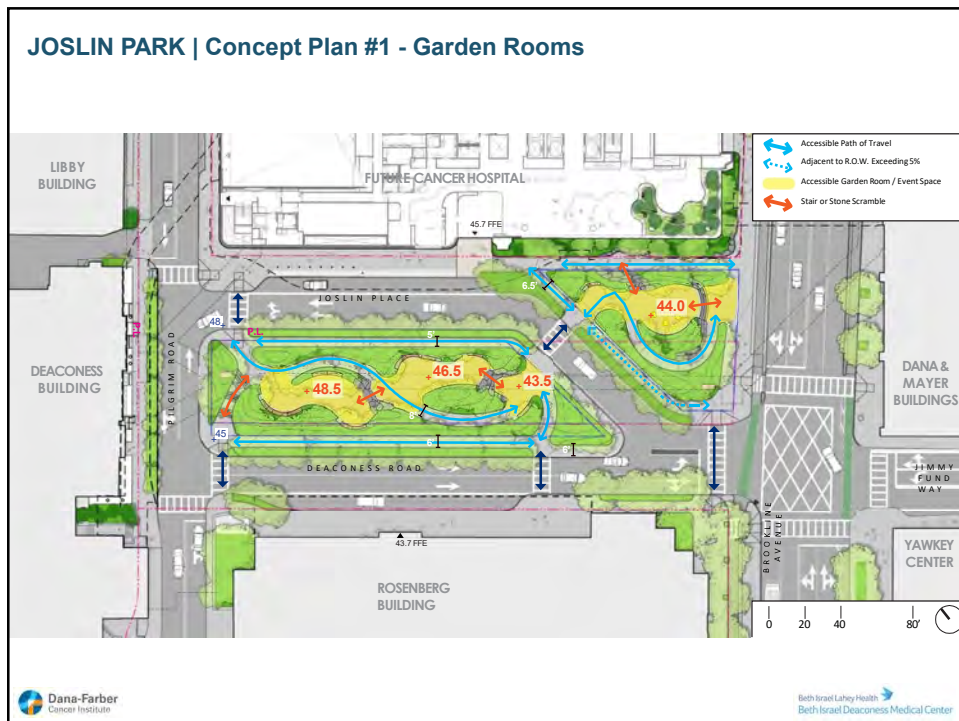 JOSLIN PARK | Concept Plan #1 - Garden Rooms
LIBBY
BUILDING
FUTURE CANCER HOSPITAL
45.7 FFE
Accessible Path of Travel
Adjacent to R.O.W. Exceeding 5%
Accessible Garden Room / Event Space
Stair or Stone Scramble
JOSLIN PLACE
6.5'
44.0
48
P.L.
P.L.
5'
DEACONESS
BUILDING
PILGRIM ROAD
48.5
46.5
43.5
8'
45
6'
6'
DEACONESS ROAD
DANA &
MAYER
BUILDINGS
JIMMY
FUND
WAY
BROOKLINE
AVENUE
43.7 FFE
ROSENBERG
BUILDING
YAWKEY
CENTER
0 20 40 80'
Dana-Farber
Cancer Institute
Beth Israel Lahey Health
Beth Israel Deaconess Medical Center